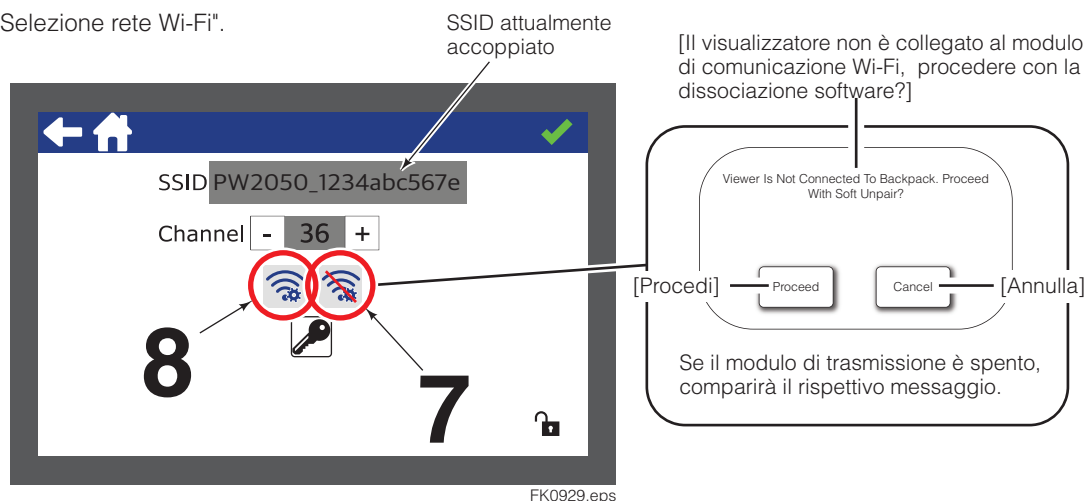 Selezione rete Wi-Fi".
SSID attualmente
accoppiato
[Il visualizzatore non è collegato al modulo
di comunicazione Wi-Fi, procedere con la
dissociazione software?]
SSID PW2050_1234abc567e
Channel - 36 +
8
7
Viewer Is Not Connected To Backpack. Proceed
With Soft Unpair?
[Procedi] Proceed Cancel [Annulla]
Se il modulo di trasmissione è spento,
comparirà il rispettivo messaggio.
FK0929.eps